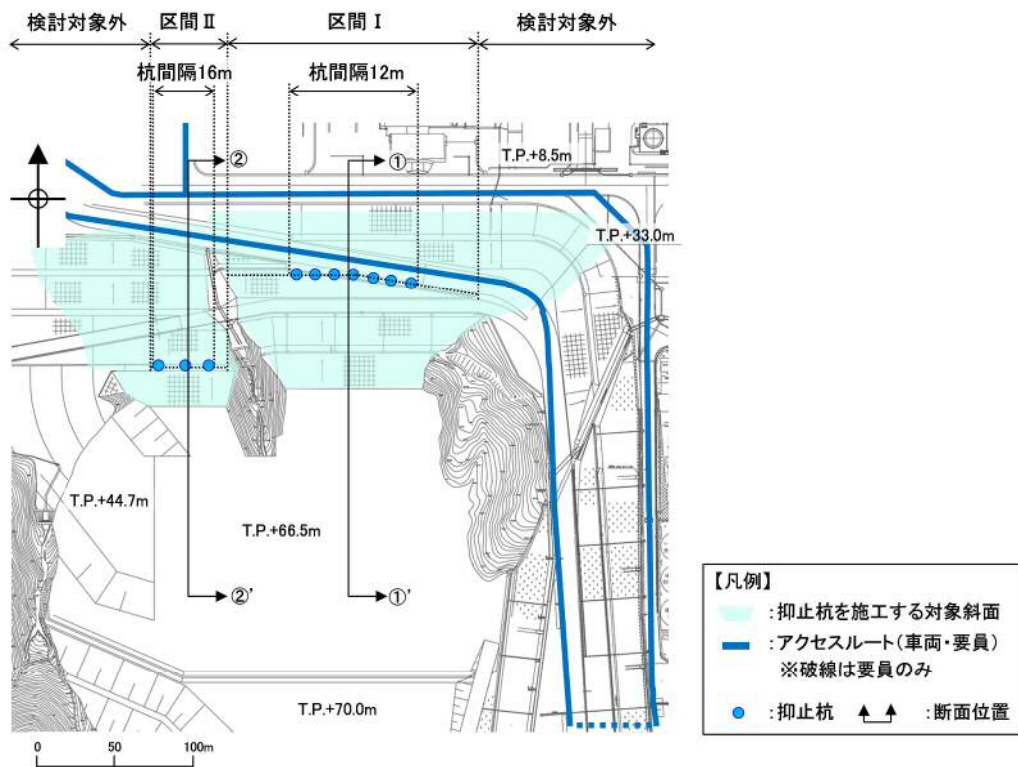 検討対象外
区間Ⅱ
区間Ⅰ
検討対象外
杭間隔16m
杭間隔12m
②
①
T.P.+8.5m
T.P.+33.0m
T.P.+44.7m
T.P.+66.5m
②'
①'
T.P.+70.0m
0 50 100m
【凡例】
:抑止杭を施工する対象斜面
:アクセスルート(車両・要員)
※破線は要員のみ
:抑止杭 :断面位置